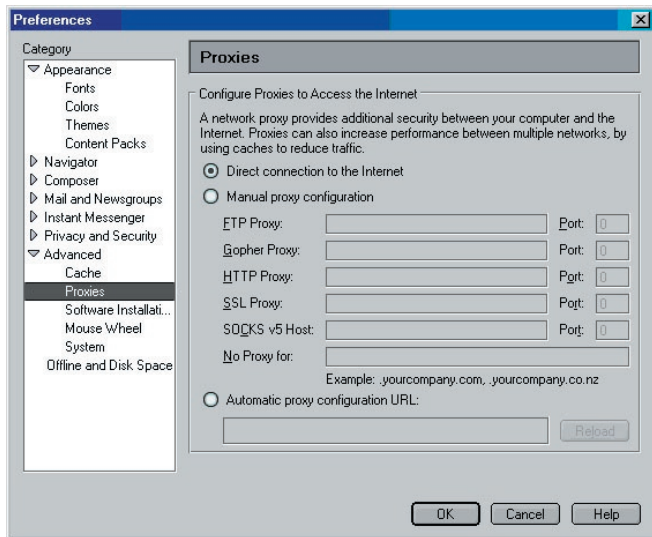 Preferences
Category
Appearance
Fonts
Colors
Themes
Content Packs
Navigator
Composer
Mail and Newsgroups
Instant Messenger
Privacy and Security
Advanced
Cache
Proxies
Software Installati...
Mouse Wheel
System
Offline and Disk Space
Proxies
Configure Proxies to Access the Internet
A network proxy provides additional security between your computer and the
Internet. Proxies can also increase performance between multiple networks, by
using caches to reduce traffic.
Direct connection to the Internet
Manual proxy configuration
FTP Proxy: Port: 0
Gopher Proxy: Port: 0
HTTP Proxy: Port: 0
SSL Proxy: Port: 0
SOCKS v5 Host: Port: 0
No Proxy for:
Example: .yourcompany.com, .yourcompany.co.nz
Automatic proxy configuration URL:
Reload
OK Cancel Help